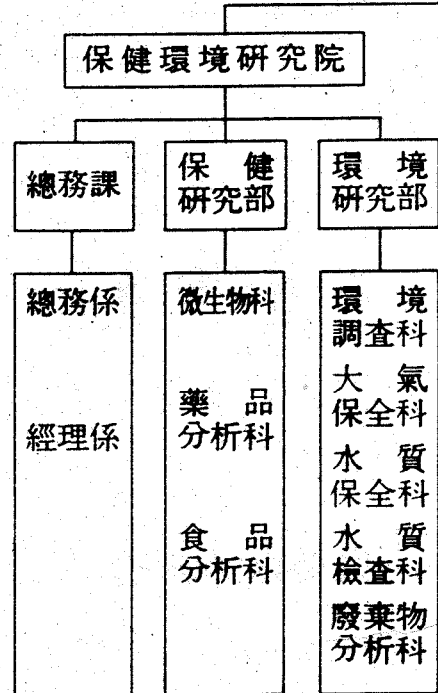 保健環境研究院
總務課
保健
研究部
環境
研究部
總務係
經理係
微生物科
藥品
分析科
食品
分析科
環境
調査科
大氣
保全科
水質
保全科
水質
檢査科
廢棄物
分析科